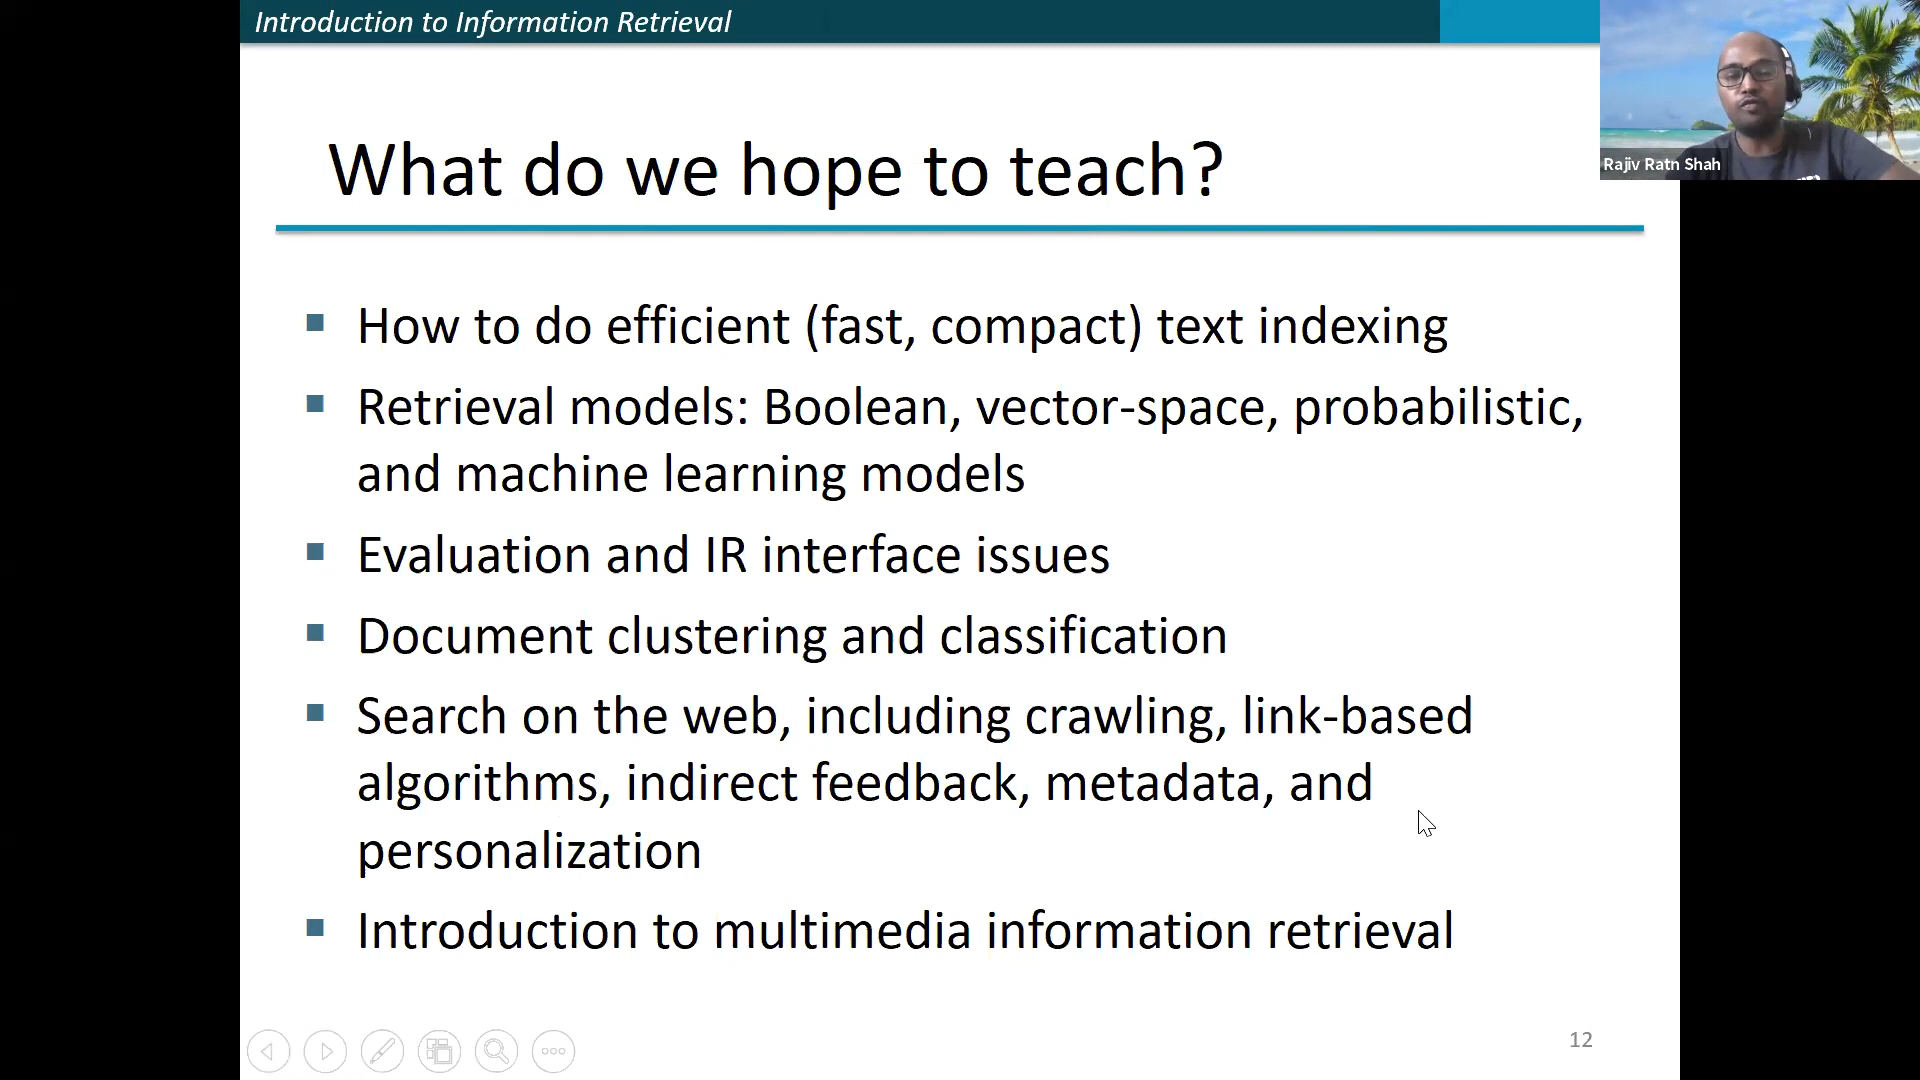 Introduction to Information Retrieval
Rajiv Ratn Shah
What do we hope to teach?
How to do efficient (fast, compact) text indexing
Retrieval models: Boolean, vector-space, probabilistic,
and machine learning models
Evaluation and IR interface issues
Document clustering and classification
Search on the web, including crawling, link-based
algorithms, indirect feedback, metadata, and
personalization
Introduction to multimedia information retrieval
12